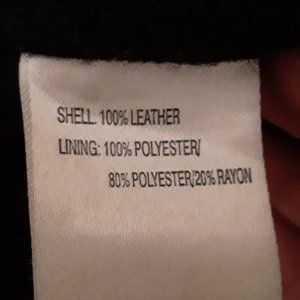 SHELL: 100% LEATHER
LINING: 100% POLYESTER/
80% POLYESTER/20% RAYON